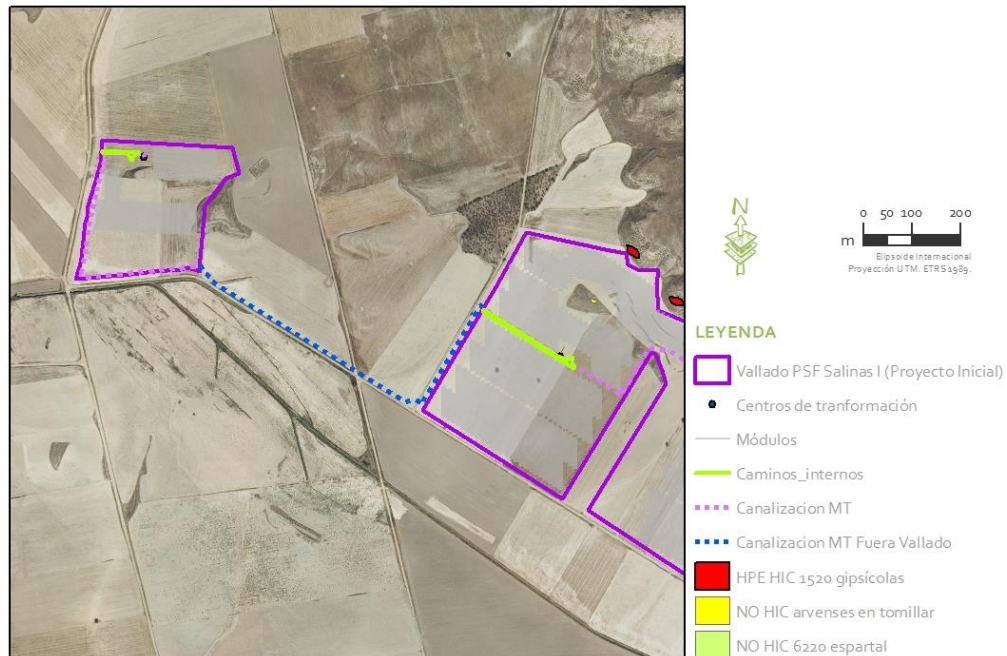 N
0 50 100 200
m
Elipsoide Internacional
Proyección UTM. ETRS1989.
LEYENDA
Vallado PSF Salinas I (Proyecto Inicial)
Centros de tranformación
Módulos
Caminos_internos
Canalizacion MT
Canalizacion MT Fuera Vallado
HPE HIC 1520 gipsícolas
NO HIC arvenses en tomillar
NO HIC 6220 espartal